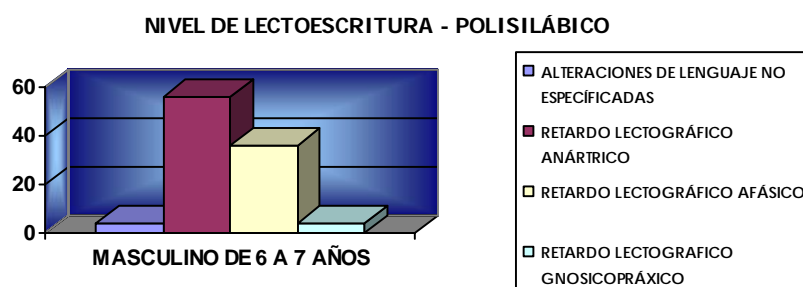 NIVEL DE LECTOESCRITURA - POLISILÁBICO
60
40
20
0
MASCULINO DE 6 A 7 AÑOS
ALTERACIONES DE LENGUAJE NO
ESPECÍFICADAS
RETARDO LECTOGRÁFICO
ANÁRTRICO
RETARDO LECTOGRÁFICO AFÁSICO
RETARDO LECTOGRAFICO
GNOSICOPRÁXICO